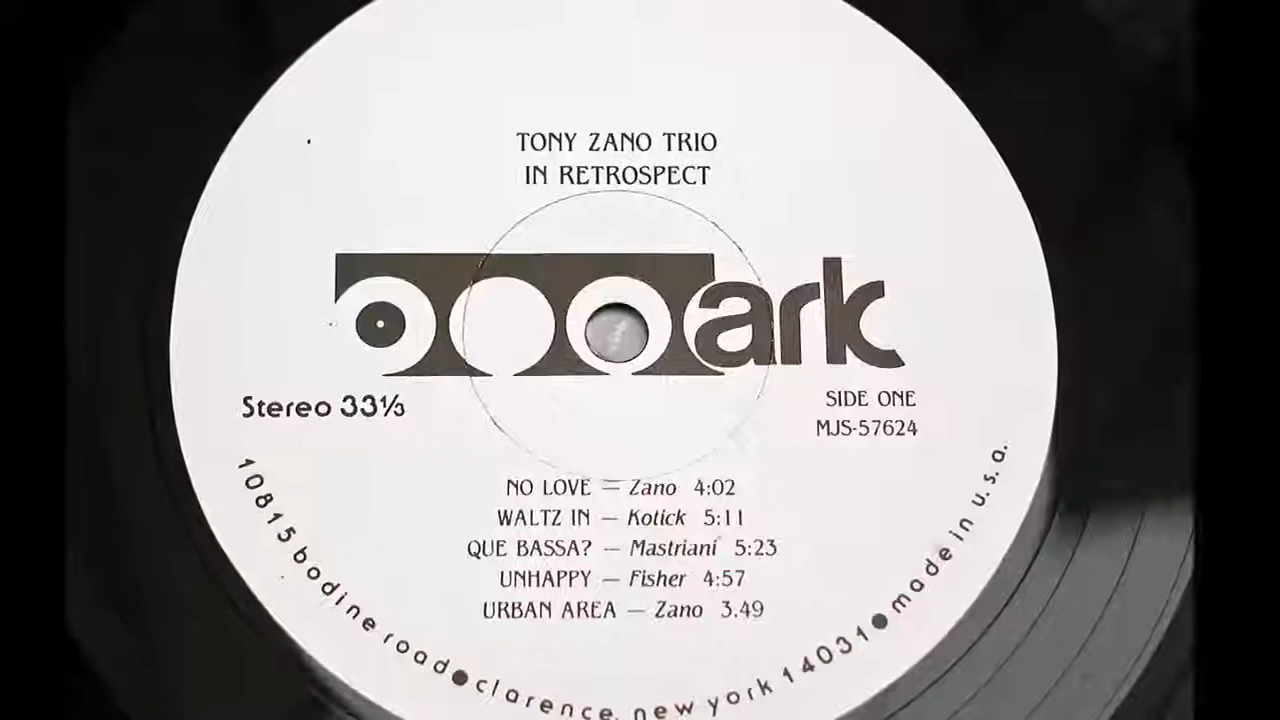 TONY ZANO TRIO
IN RETROSPECT
mark
Stereo 33⅓
SIDE ONE
MJS-57624
NO LOVE — Zano 4:02
WALTZ IN — Kotick 5:11
QUE BASSA? — Mastriani 5:23
UNHAPPY — Fisher 4:57
URBAN AREA — Zano 3.49
10815 bodine road●clarence, new york 14031●made in u.s.a.